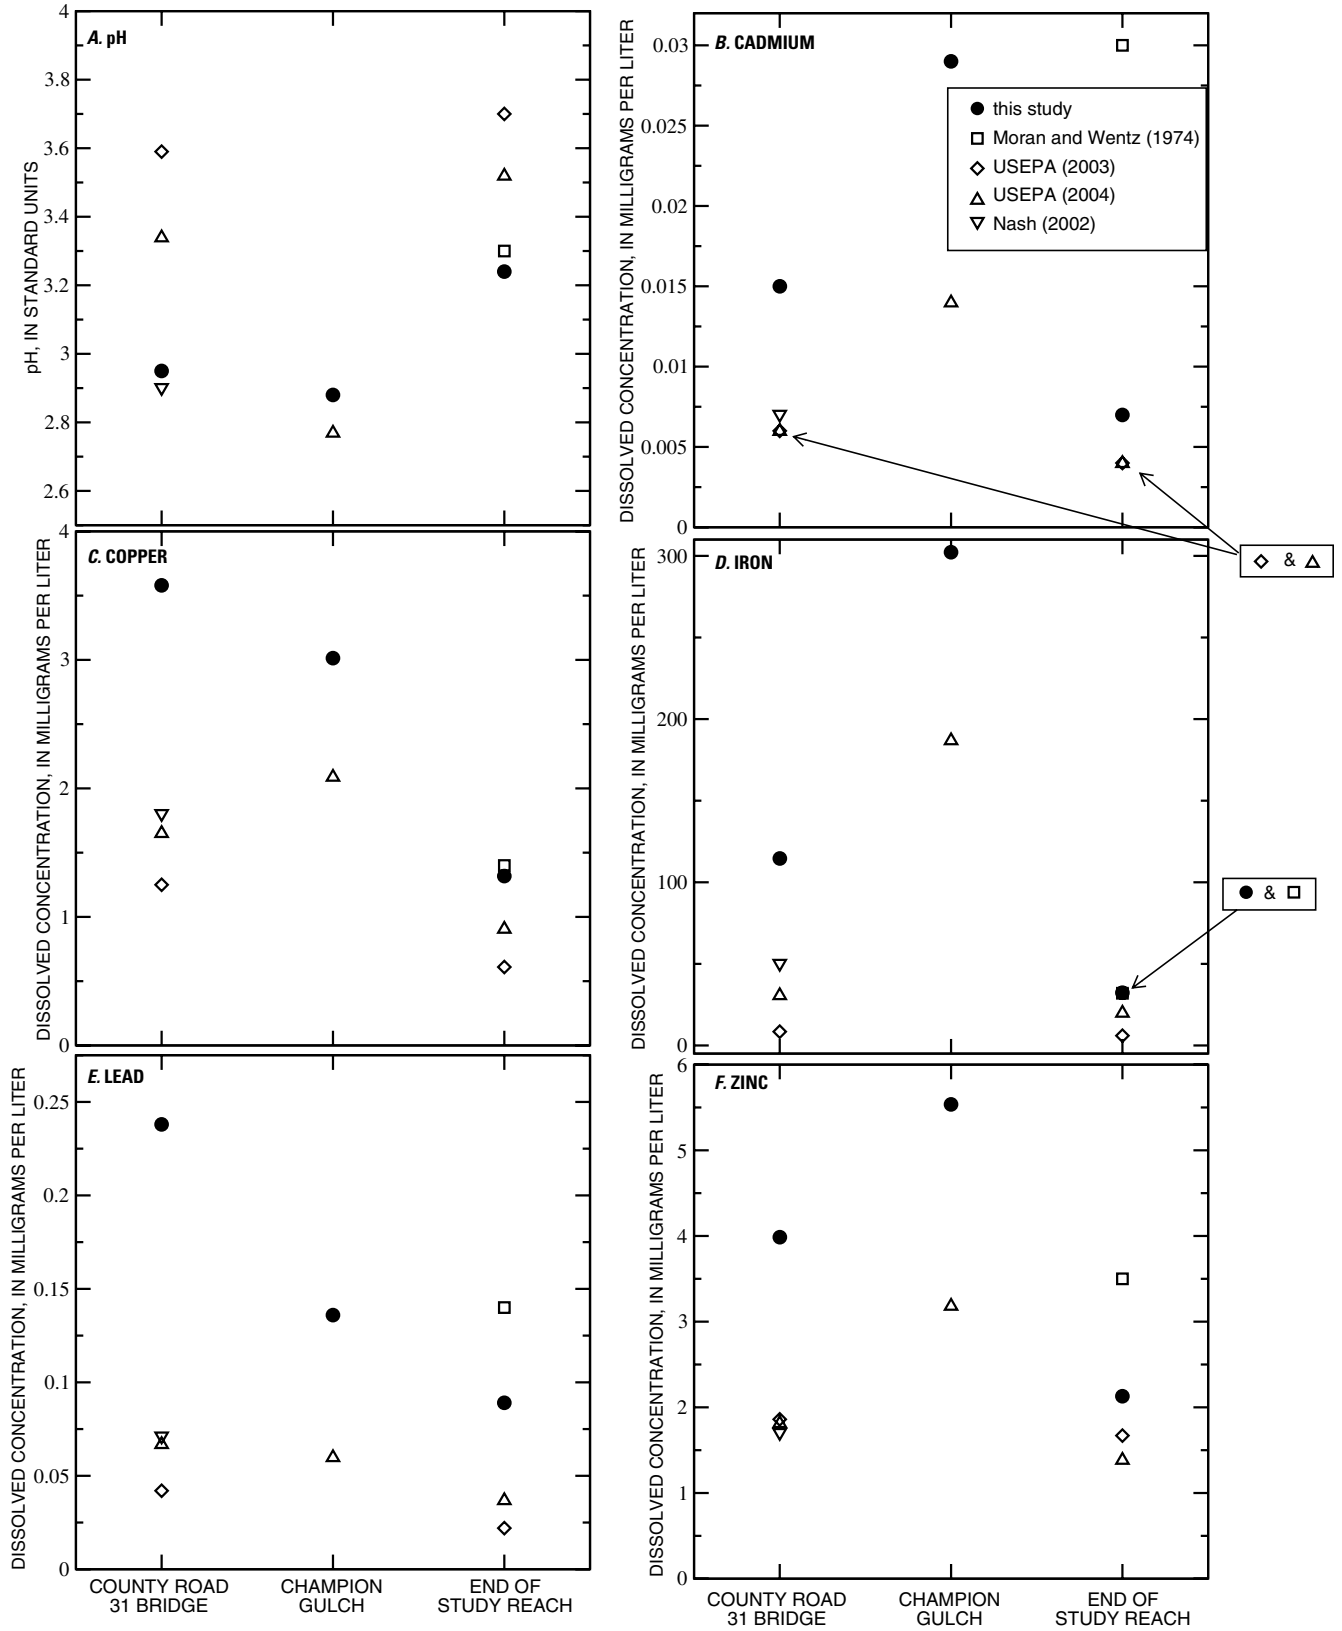 A. pH
4
3.8
3.6
3.4
3.2
3
2.8
2.6
pH, IN STANDARD UNITS
B. CADMIUM
0.03
0.025
0.02
0.015
0.01
0.005
0
DISSOLVED CONCENTRATION, IN MILLIGRAMS PER LITER
this study
Moran and Wentz (1974)
USEPA (2003)
USEPA (2004)
Nash (2002)
&
C. COPPER
4
3
2
1
0
DISSOLVED CONCENTRATION, IN MILLIGRAMS PER LITER
D. IRON
300
200
100
0
DISSOLVED CONCENTRATION, IN MILLIGRAMS PER LITER
&
E. LEAD
0.25
0.2
0.15
0.1
0.05
0
DISSOLVED CONCENTRATION, IN MILLIGRAMS PER LITER
COUNTY ROAD
31 BRIDGE
CHAMPION
GULCH
END OF
STUDY REACH
F. ZINC
6
5
4
3
2
1
0
DISSOLVED CONCENTRATION, IN MILLIGRAMS PER LITER
COUNTY ROAD
31 BRIDGE
CHAMPION
GULCH
END OF
STUDY REACH